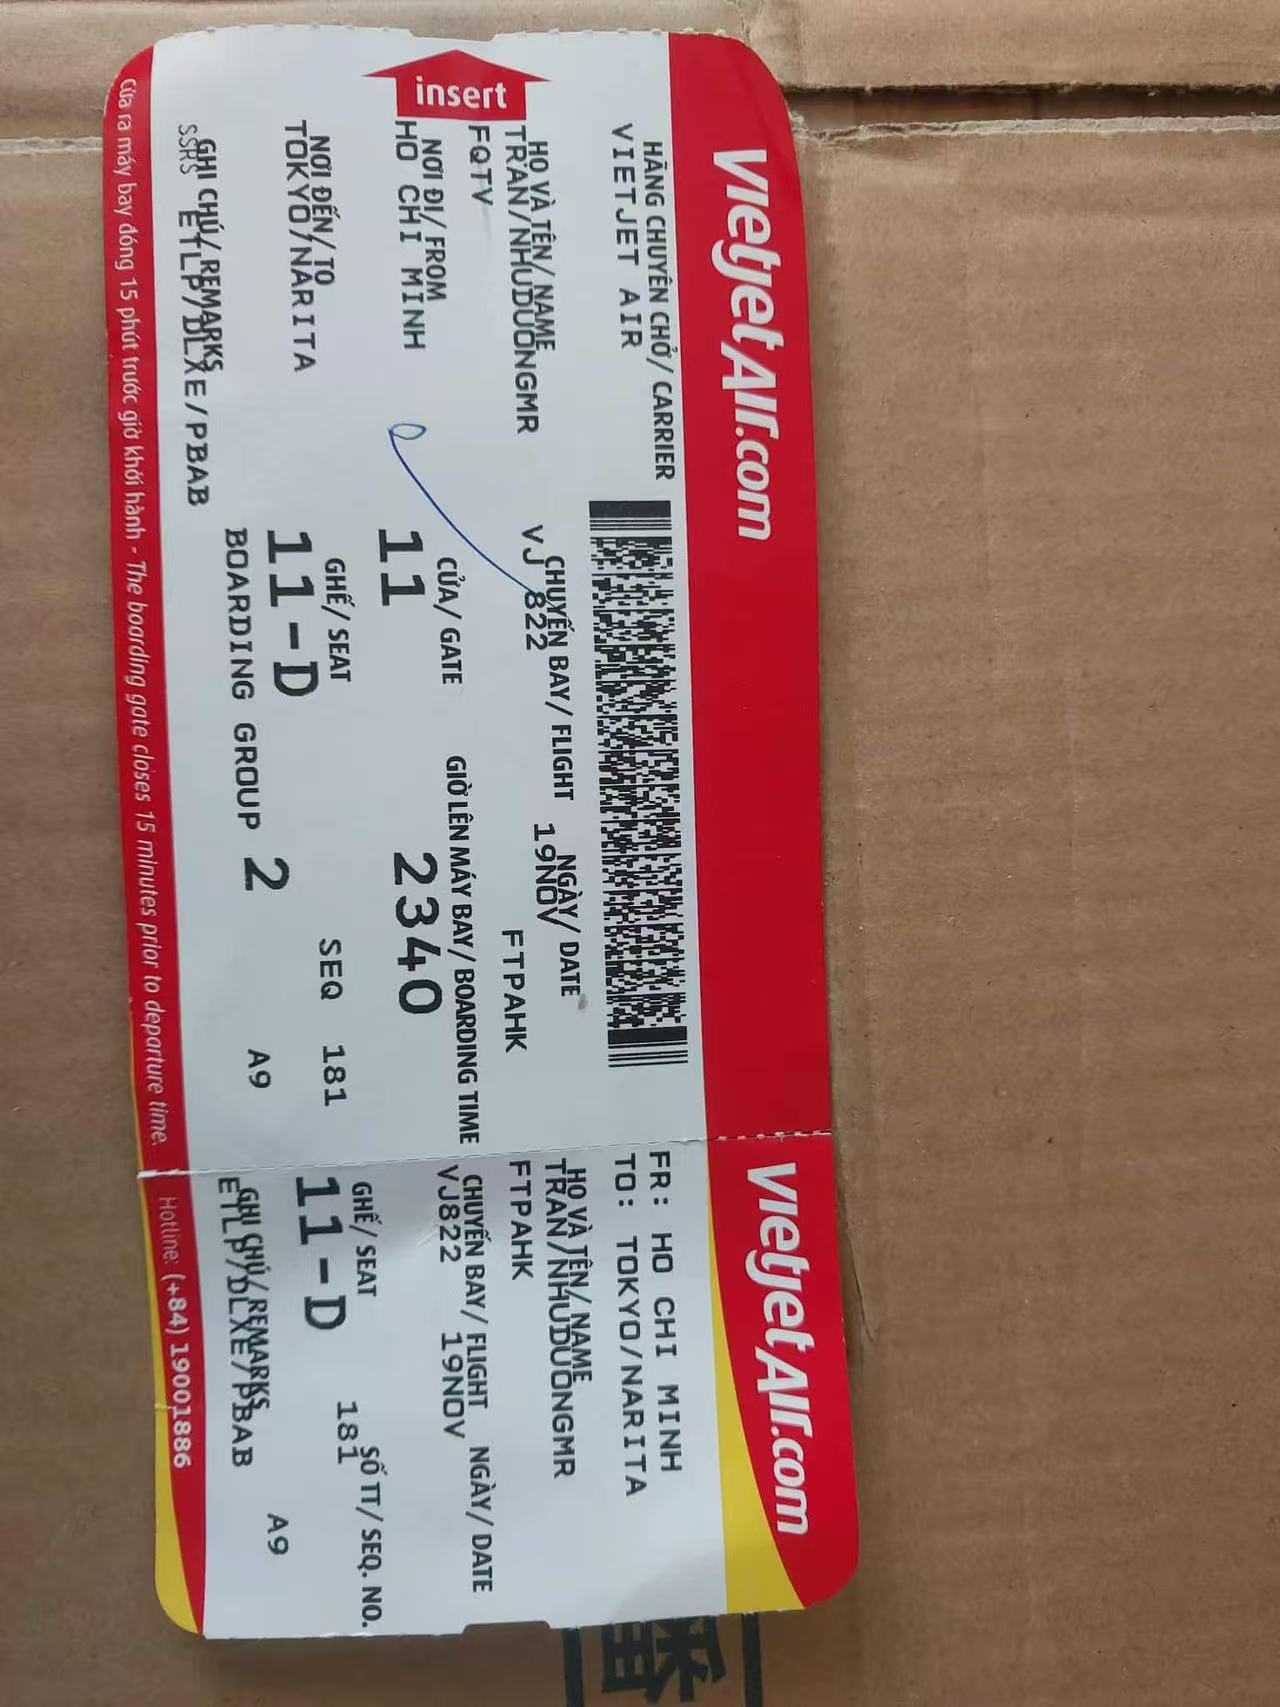 vietjetAir.com
HÃNG CHUYÊN CHỞ/ CARRIER
VIETJET AIR
insert
HỌ VÀ TÊN/ NAME
TRAN/NHUDUONGMR
CHUYẾN BAY/ FLIGHT
VJ 822
NGÀY/ DATE
19NOV
FQTV
FTPAHK
NƠI ĐI/ FROM
HO CHI MINH
CỬA/ GATE
11
GIỜ LÊN MÁY BAY/ BOARDING TIME
2340
NƠI ĐẾN/ TO
TOKYO/NARITA
GHẾ/ SEAT
11-D
SEQ 181
BOARDING GROUP 2
A9
GHI CHÚ/ REMARKS
SSRS ETLP/DLXE/PBAB
Cửa ra máy bay đóng 15 phút trước giờ khởi hành - The boarding gate closes 15 minutes prior to departure time.
vietjetAir.com
FR: HO CHI MINH
TO: TOKYO/NARITA
HỌ VÀ TÊN/ NAME
TRAN/NHUDUONGMR
FTPAHK
CHUYẾN BAY/ FLIGHT NGÀY/ DATE
VJ822 19NOV
GHẾ/ SEAT
11-D
SỐ TT/ SEQ. NO.
181
GHI CHÚ/ REMARKS
ETLP/DLXE/PBAB
A9
Hotline: (+84) 19001886
番